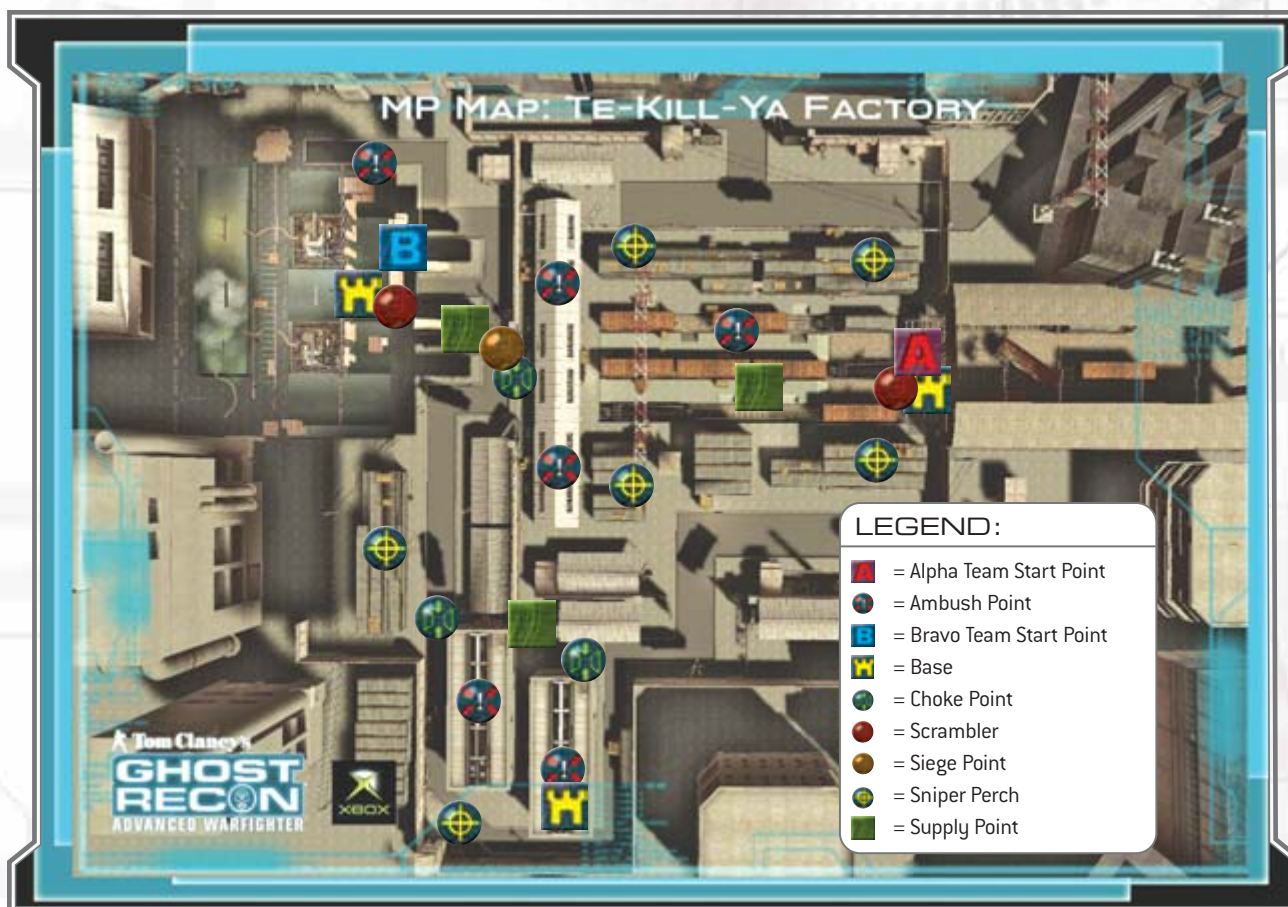 MP Map: Te-Kill-Ya Factory
B
A
LEGEND:
A = Alpha Team Start Point
! = Ambush Point
B = Bravo Team Start Point
= Base
= Choke Point
= Scrambler
= Siege Point
= Sniper Perch
= Supply Point
Tom Clancy's
GHOST
RECON
ADVANCED WARFIGHTER
XBOX